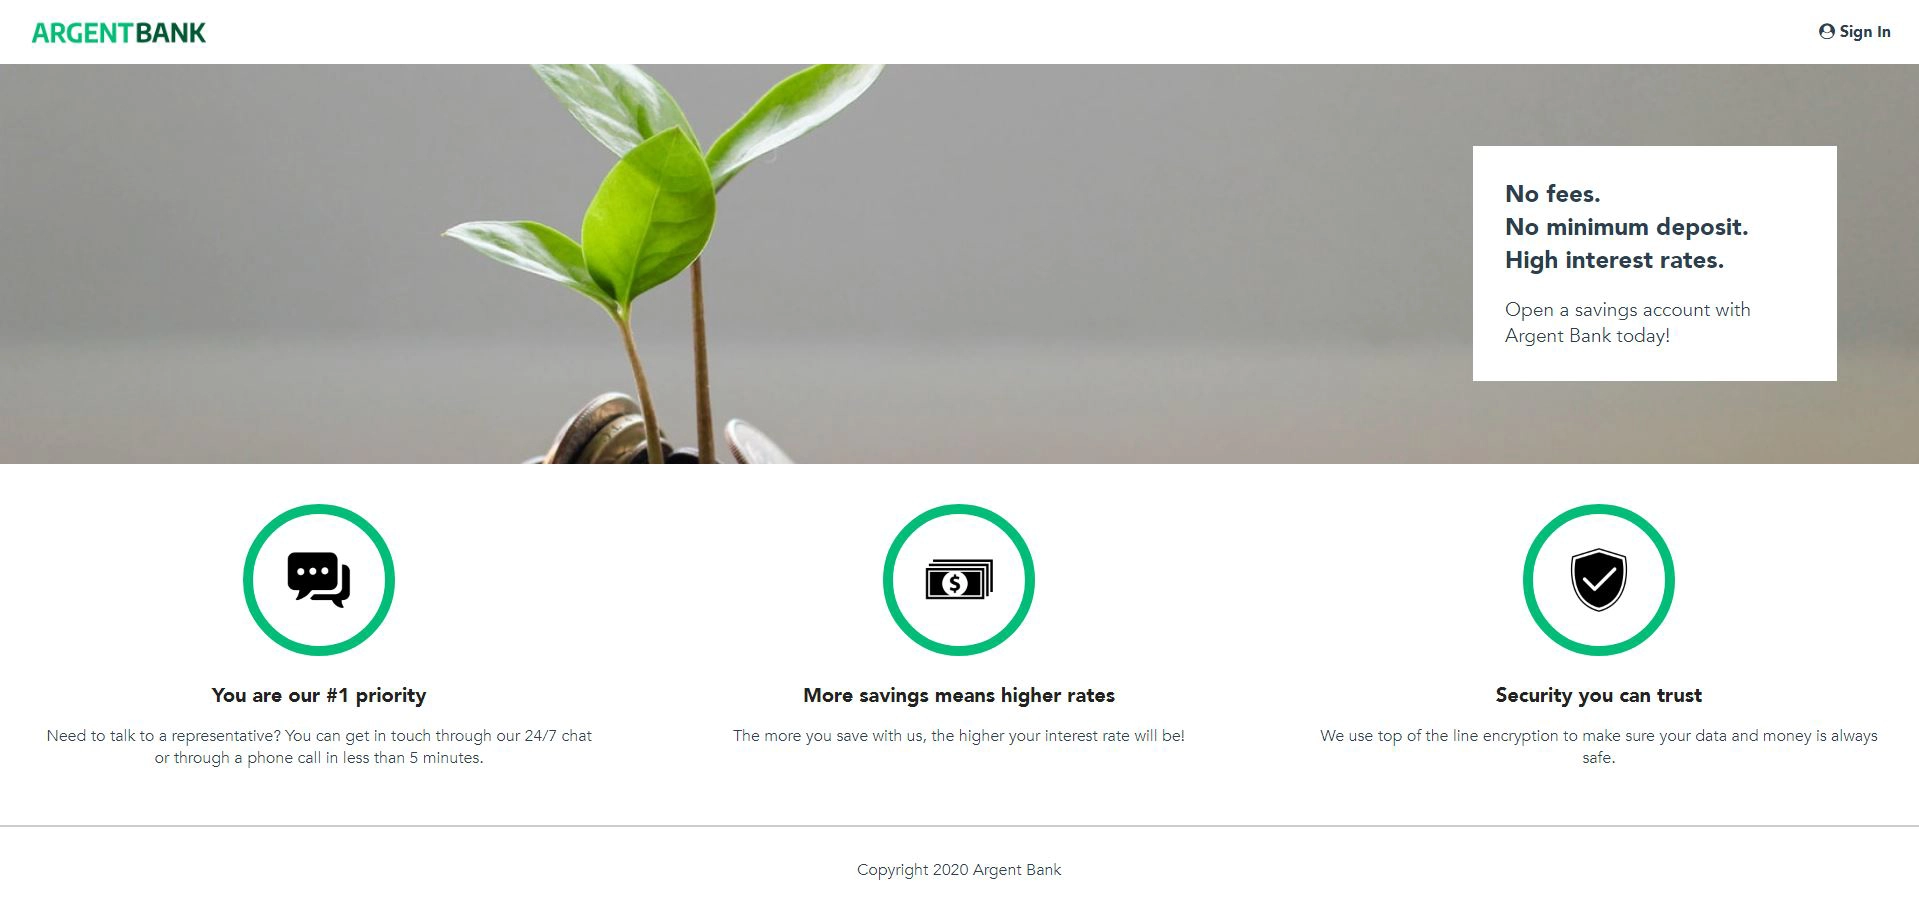 ARGENTBANK
Sign In
No fees.
No minimum deposit.
High interest rates.
Open a savings account with
Argent Bank today!
You are our #1 priority
Need to talk to a representative? You can get in touch through our 24/7 chat
or through a phone call in less than 5 minutes.
More savings means higher rates
The more you save with us, the higher your interest rate will be!
Security you can trust
We use top of the line encryption to make sure your data and money is always
safe.
Copyright 2020 Argent Bank